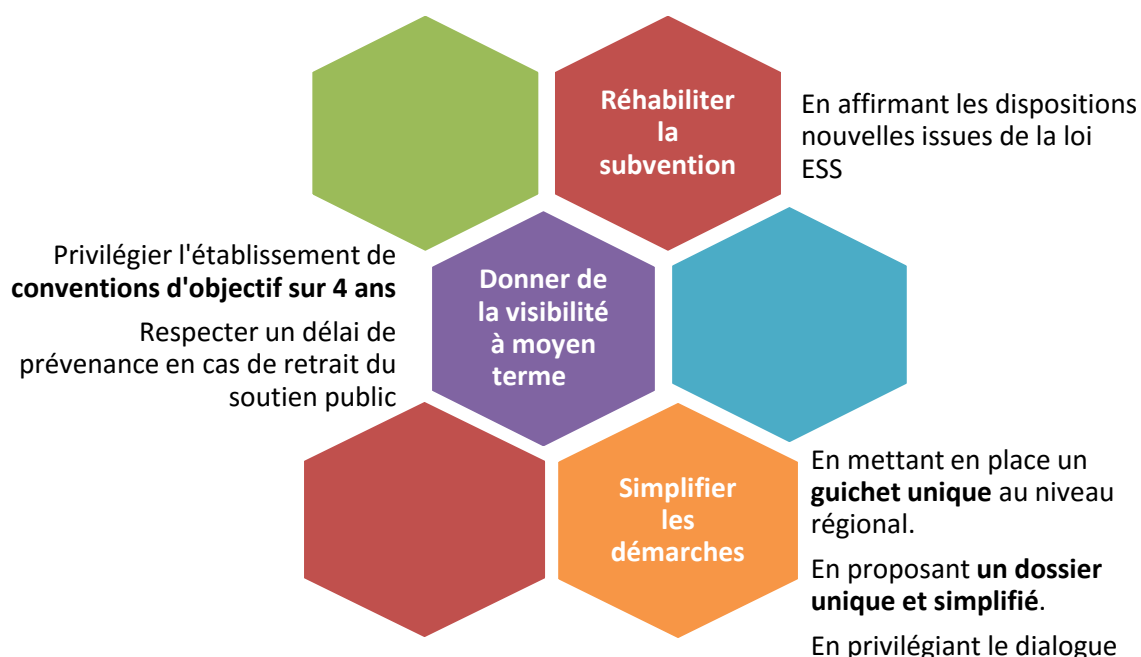 Réhabiliter
la
subvention
En affirmant les dispositions
nouvelles issues de la loi
ESS
Privilégier l'établissement de
conventions d'objectif sur 4 ans
Respecter un délai de
prévenance en cas de retrait du
soutien public
Donner de
la visibilité
à moyen
terme
Simplifier
les
démarches
En mettant en place un
guichet unique au niveau
régional.
En proposant un dossier
unique et simplifié.
En privilégiant le dialogue